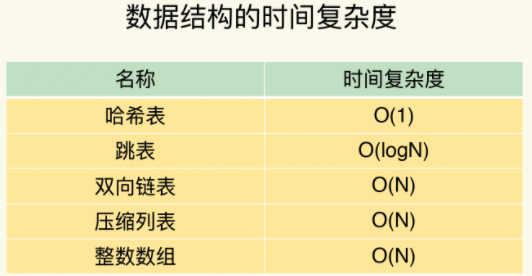 数据结构的时间复杂度
名称 时间复杂度
哈希表 O(1)
跳表 O(logN)
双向链表 O(N)
压缩列表 O(N)
整数数组 O(N)